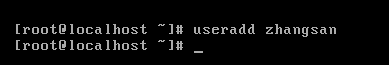 [root@localhost ~]# useradd zhangsan
[root@localhost ~]# _